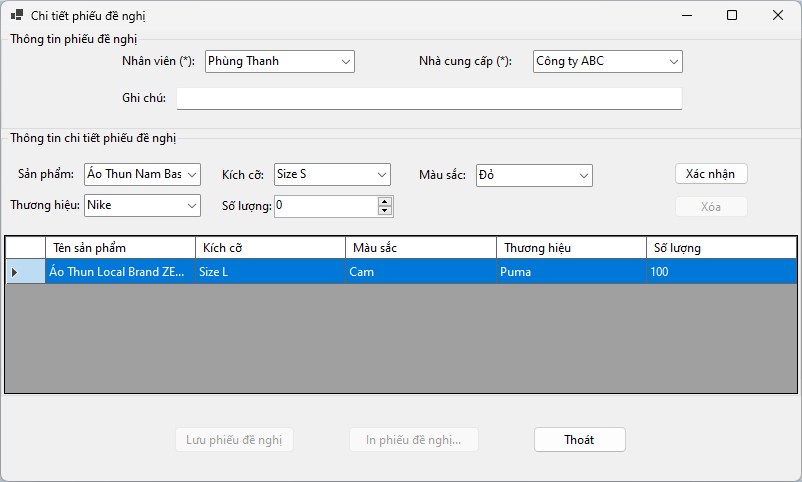 Chi tiết phiếu đề nghị
Thông tin phiếu đề nghị
Nhân viên (*): Phùng Thanh Nhà cung cấp (*): Công ty ABC
Ghi chú:
Thông tin chi tiết phiếu đề nghị
Sản phẩm: Áo Thun Nam Bas Kích cỡ: Size S Màu sắc: Đỏ Xác nhận
Thương hiệu: Nike Số lượng: 0 Xóa
Tên sản phẩm Kích cỡ Màu sắc Thương hiệu Số lượng
Áo Thun Local Brand ZE... Size L Cam Puma 100
Lưu phiếu đề nghị In phiếu đề nghị... Thoát